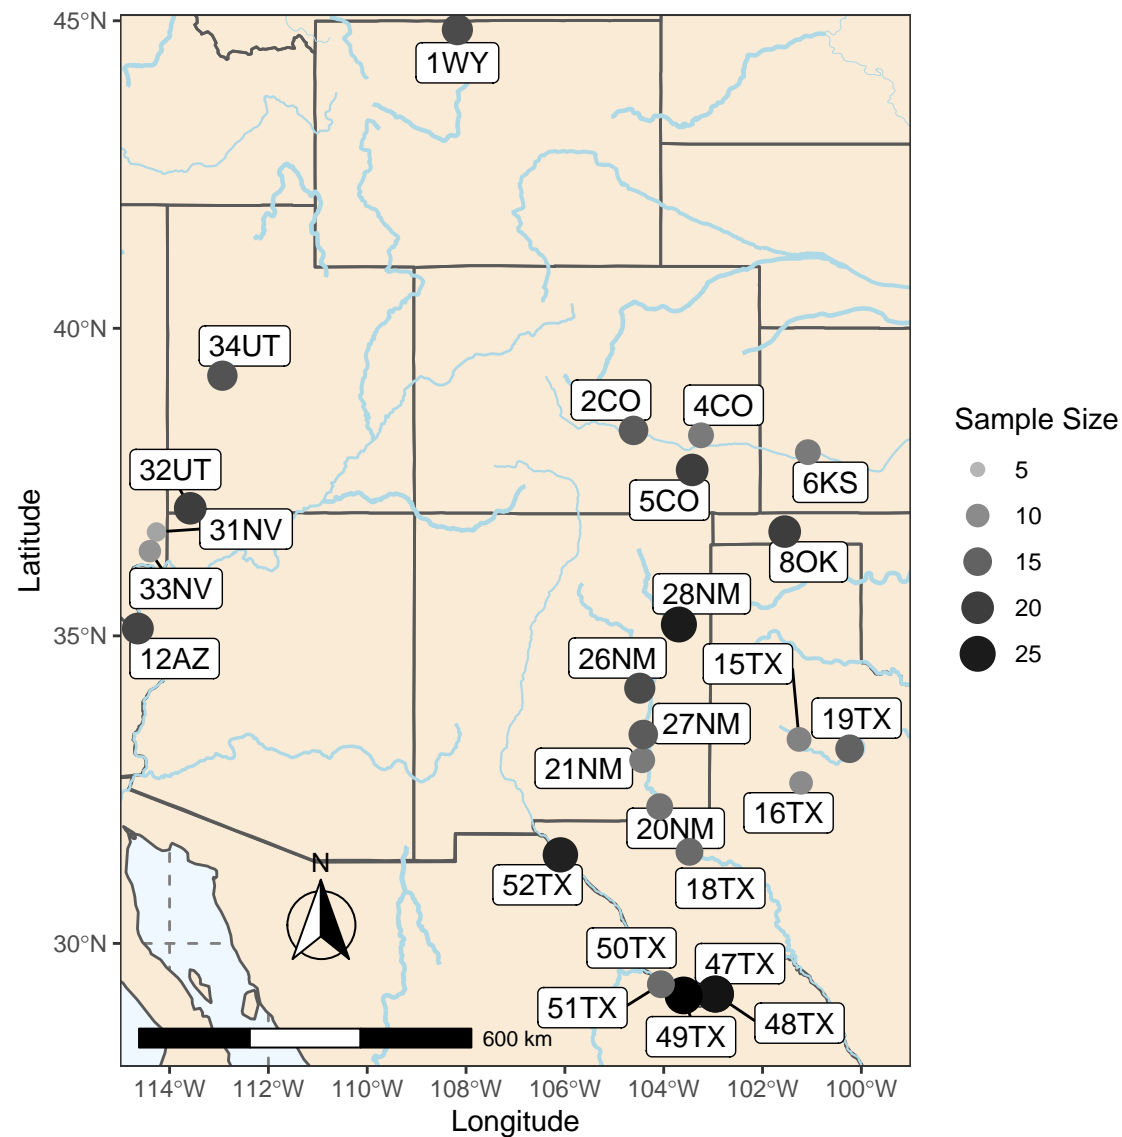 45°N
1WY
40°N
34UT
2CO
4CO
Sample Size
32UT
6KS
5
5CO
31NV
10
8OK
15
33NV
28NM
20
35°N
12AZ
26NM
15TX
25
27NM
19TX
21NM
16TX
20NM
N
52TX
18TX
30°N
50TX
47TX
51TX
48TX
49TX
600 km
114°W
112°W
110°W
108°W
106°W
104°W
102°W
100°W
Longitude
Latitude